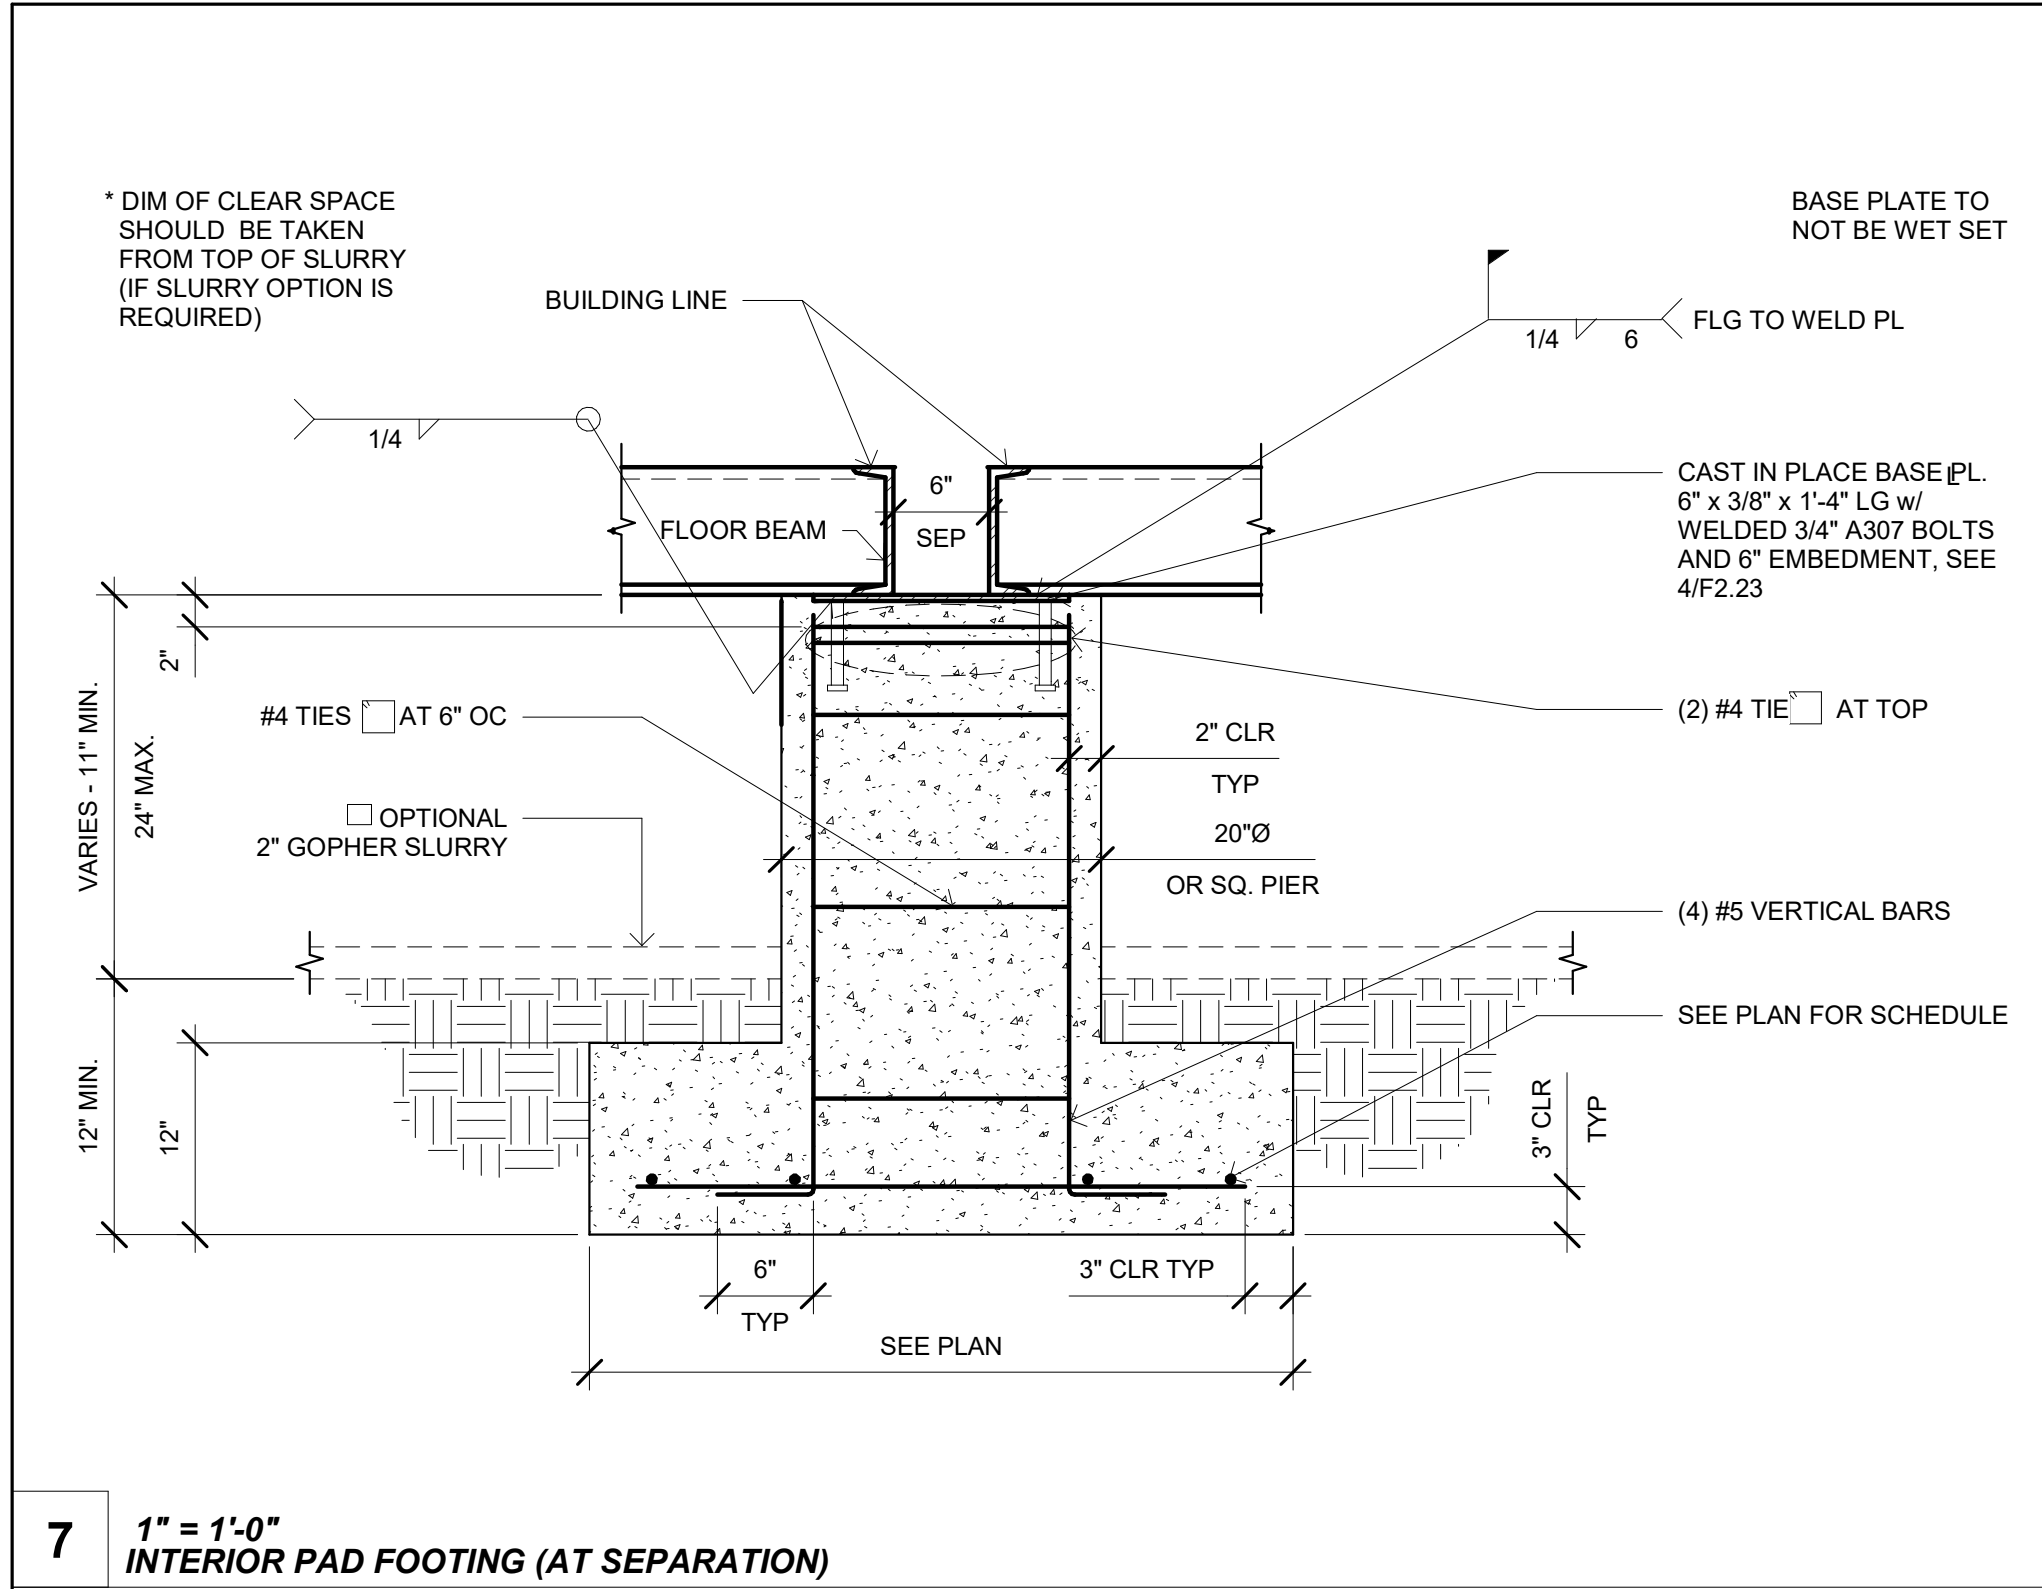 * DIM OF CLEAR SPACE
SHOULD BE TAKEN
FROM TOP OF SLURRY
(IF SLURRY OPTION IS
REQUIRED)
BASE PLATE TO
NOT BE WET SET
BUILDING LINE
1/4
6
FLG TO WELD PL
1/4
6"
SEP
FLOOR BEAM
CAST IN PLACE BASE PL.
6" x 3/8" x 1'-4" LG w/
WELDED 3/4" A307 BOLTS
AND 6" EMBEDMENT, SEE
4/F2.23
2"
VARIES - 11" MIN.
24" MAX.
#4 TIES AT 6" OC
(2) #4 TIE AT TOP
2" CLR
TYP
OPTIONAL
2" GOPHER SLURRY
20"Ø
OR SQ. PIER
(4) #5 VERTICAL BARS
SEE PLAN FOR SCHEDULE
12" MIN.
12"
3" CLR
TYP
6"
TYP
3" CLR TYP
SEE PLAN
7
1" = 1'-0"
INTERIOR PAD FOOTING (AT SEPARATION)